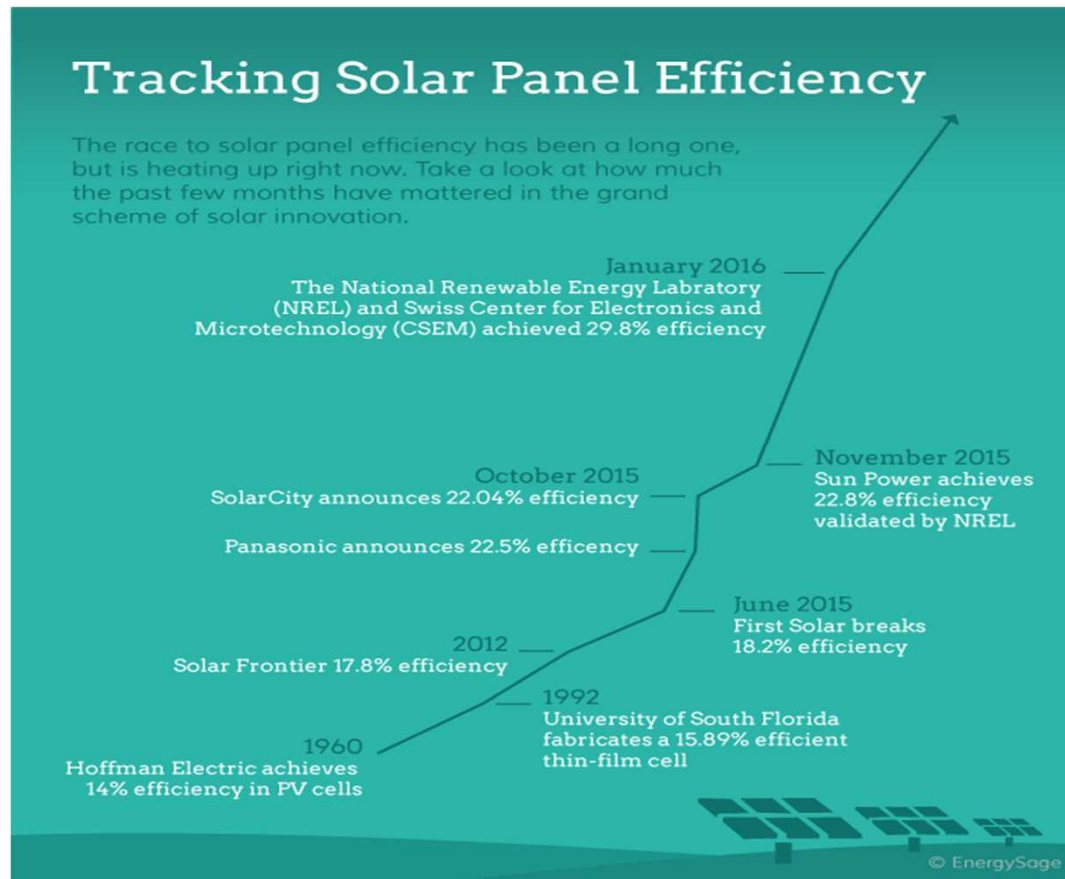 Tracking Solar Panel Efficiency
The race to solar panel efficiency has been a long one,
but is heating up right now. Take a look at how much
the past few months have mattered in the grand
scheme of solar innovation.
January 2016
The National Renewable Energy Labratory
(NREL) and Swiss Center for Electronics and
Microtechnology (CSEM) achieved 29.8% efficiency
November 2015
Sun Power achieves
22.8% efficiency
validated by NREL
October 2015
SolarCity announces 22.04% efficiency
Panasonic announces 22.5% efficency
June 2015
First Solar breaks
18.2% efficiency
2012
Solar Frontier 17.8% efficiency
1992
University of South Florida
fabricates a 15.89% efficient
thin-film cell
1960
Hoffman Electric achieves
14% efficiency in PV cells
© EnergySage